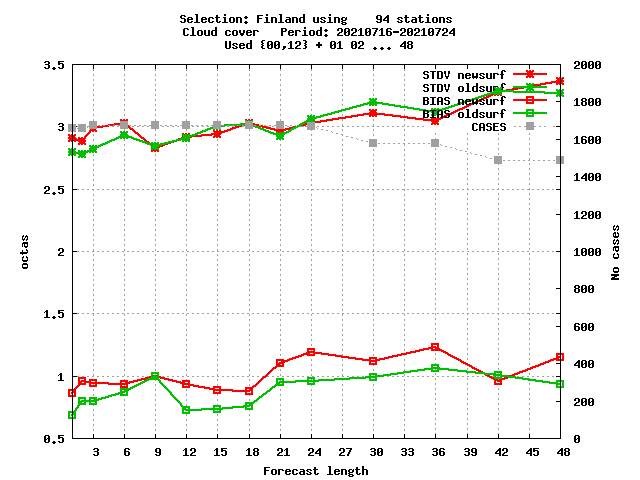 Selection: Finland using    94 stations
Cloud cover   Period: 20210716-20210724
Used {00,12} + 01 02 ... 48
3.5 2000
STDV newsurf
STDV oldsurf
1800
BIAS newsurf
BIAS oldsurf
CASES
3 1600
1400
2.5
1200
2 1000
octas
No cases
800
1.5
600
400
1
200
0.5 0
3 6 9 12 15 18 21 24 27 30 33 36 39 42 45 48
Forecast length